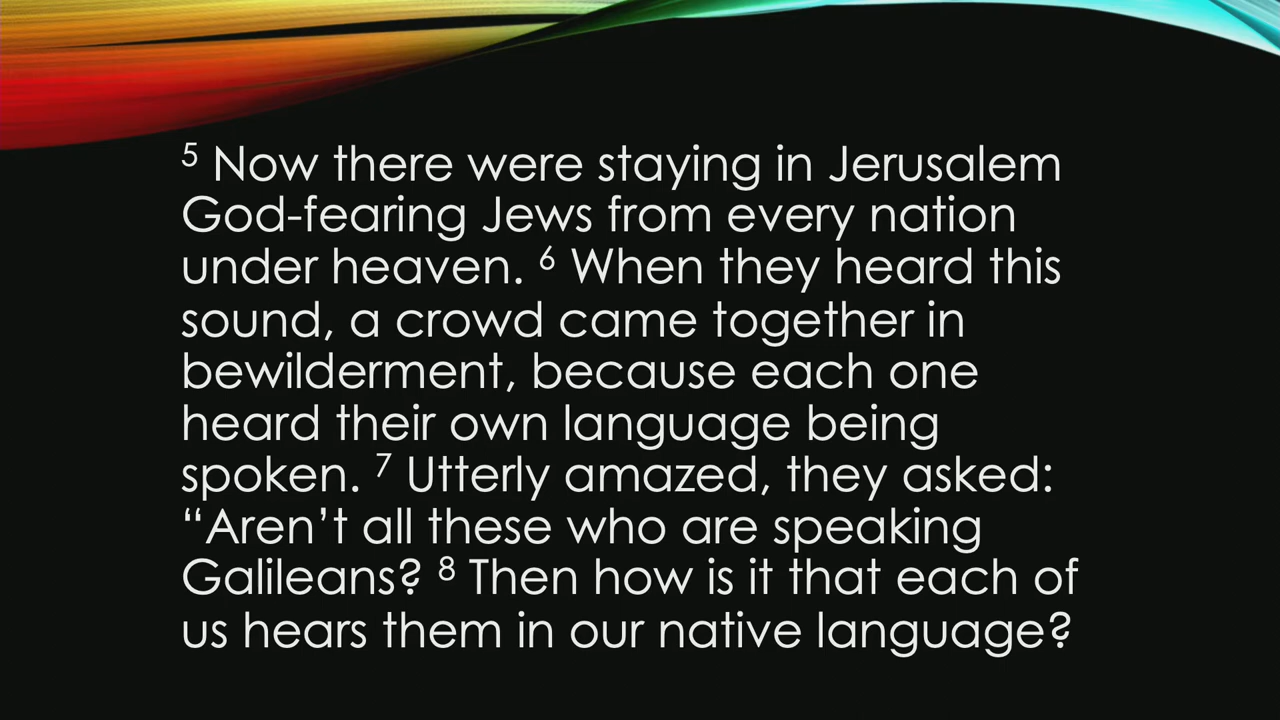 ⁵ Now there were staying in Jerusalem
God-fearing Jews from every nation
under heaven. ⁶ When they heard this
sound, a crowd came together in
bewilderment, because each one
heard their own language being
spoken. ⁷ Utterly amazed, they asked:
“Aren’t all these who are speaking
Galileans? ⁸ Then how is it that each of
us hears them in our native language?